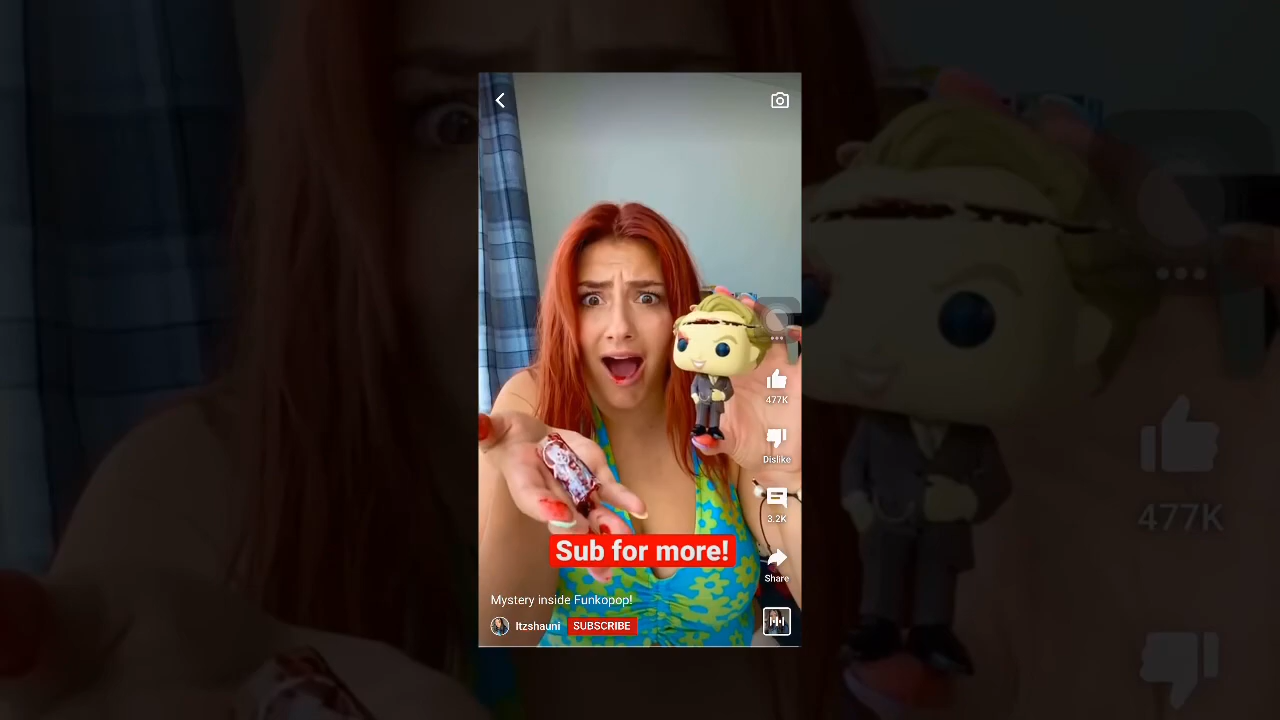 477K
Dislike
3.2K
Sub for more!
Share
Mystery inside Funkopop!
Itzshauni SUBSCRIBE
477K